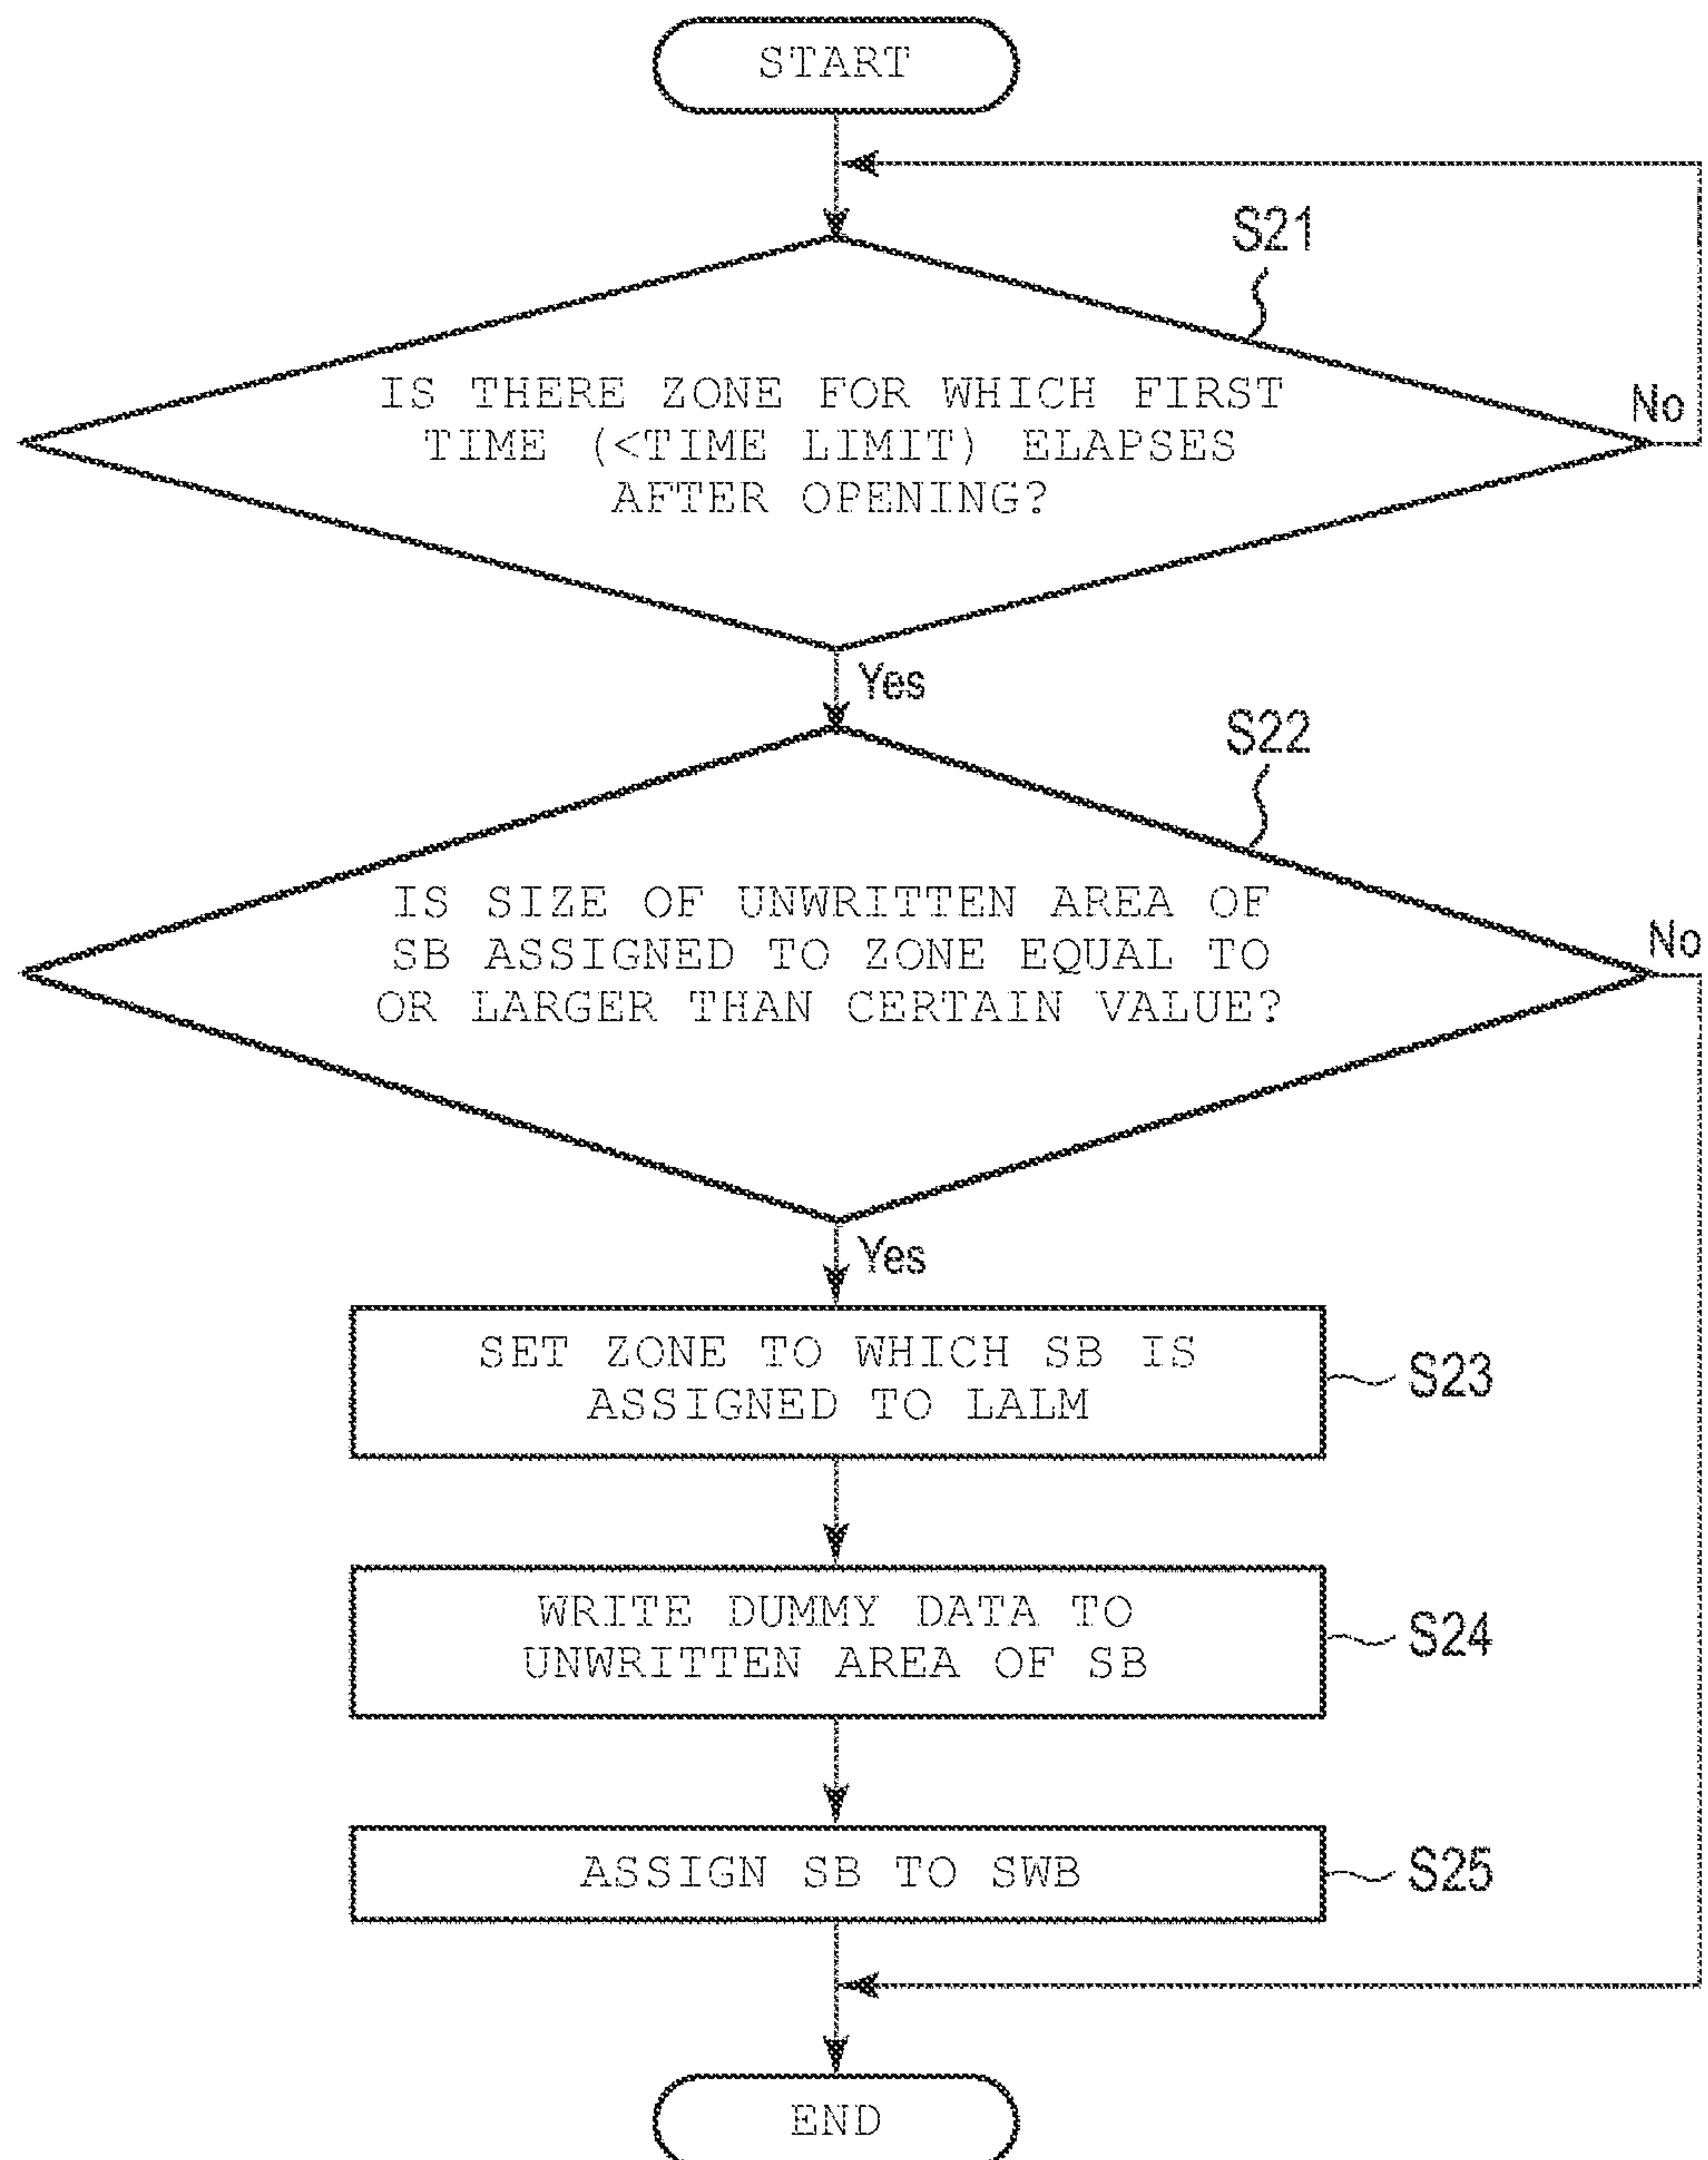 START
S21
IS THERE ZONE FOR WHICH FIRST
TIME (<TIME LIMIT) ELAPSES
AFTER OPENING?
No
Yes
S22
IS SIZE OF UNWRITTEN AREA OF
SB ASSIGNED TO ZONE EQUAL TO
OR LARGER THAN CERTAIN VALUE?
No
Yes
SET ZONE TO WHICH SB IS
ASSIGNED TO LALM
S23
WRITE DUMMY DATA TO
UNWRITTEN AREA OF SB
S24
ASSIGN SB TO SWB
S25
END